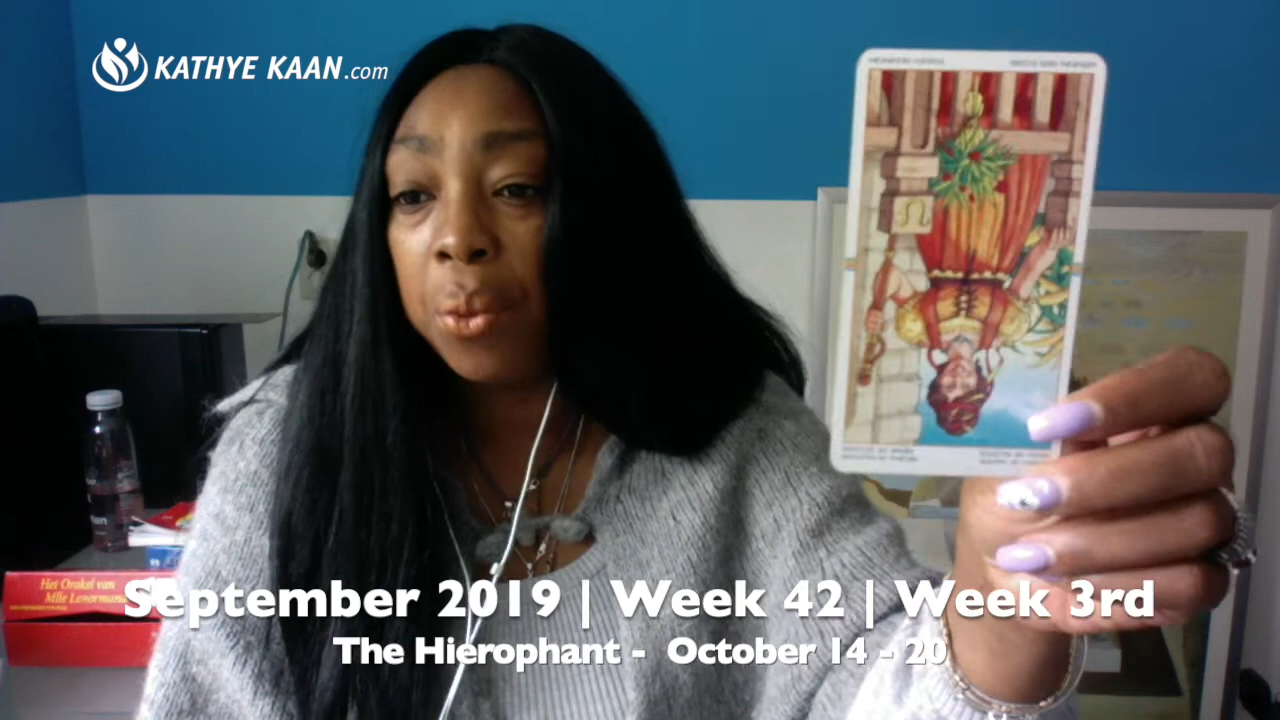 KATHYE KAAN.com
Het Orakel van
Mlle Lenormand
September 2019 | Week 42 | Week 3rd
The Hierophant - October 14 - 20